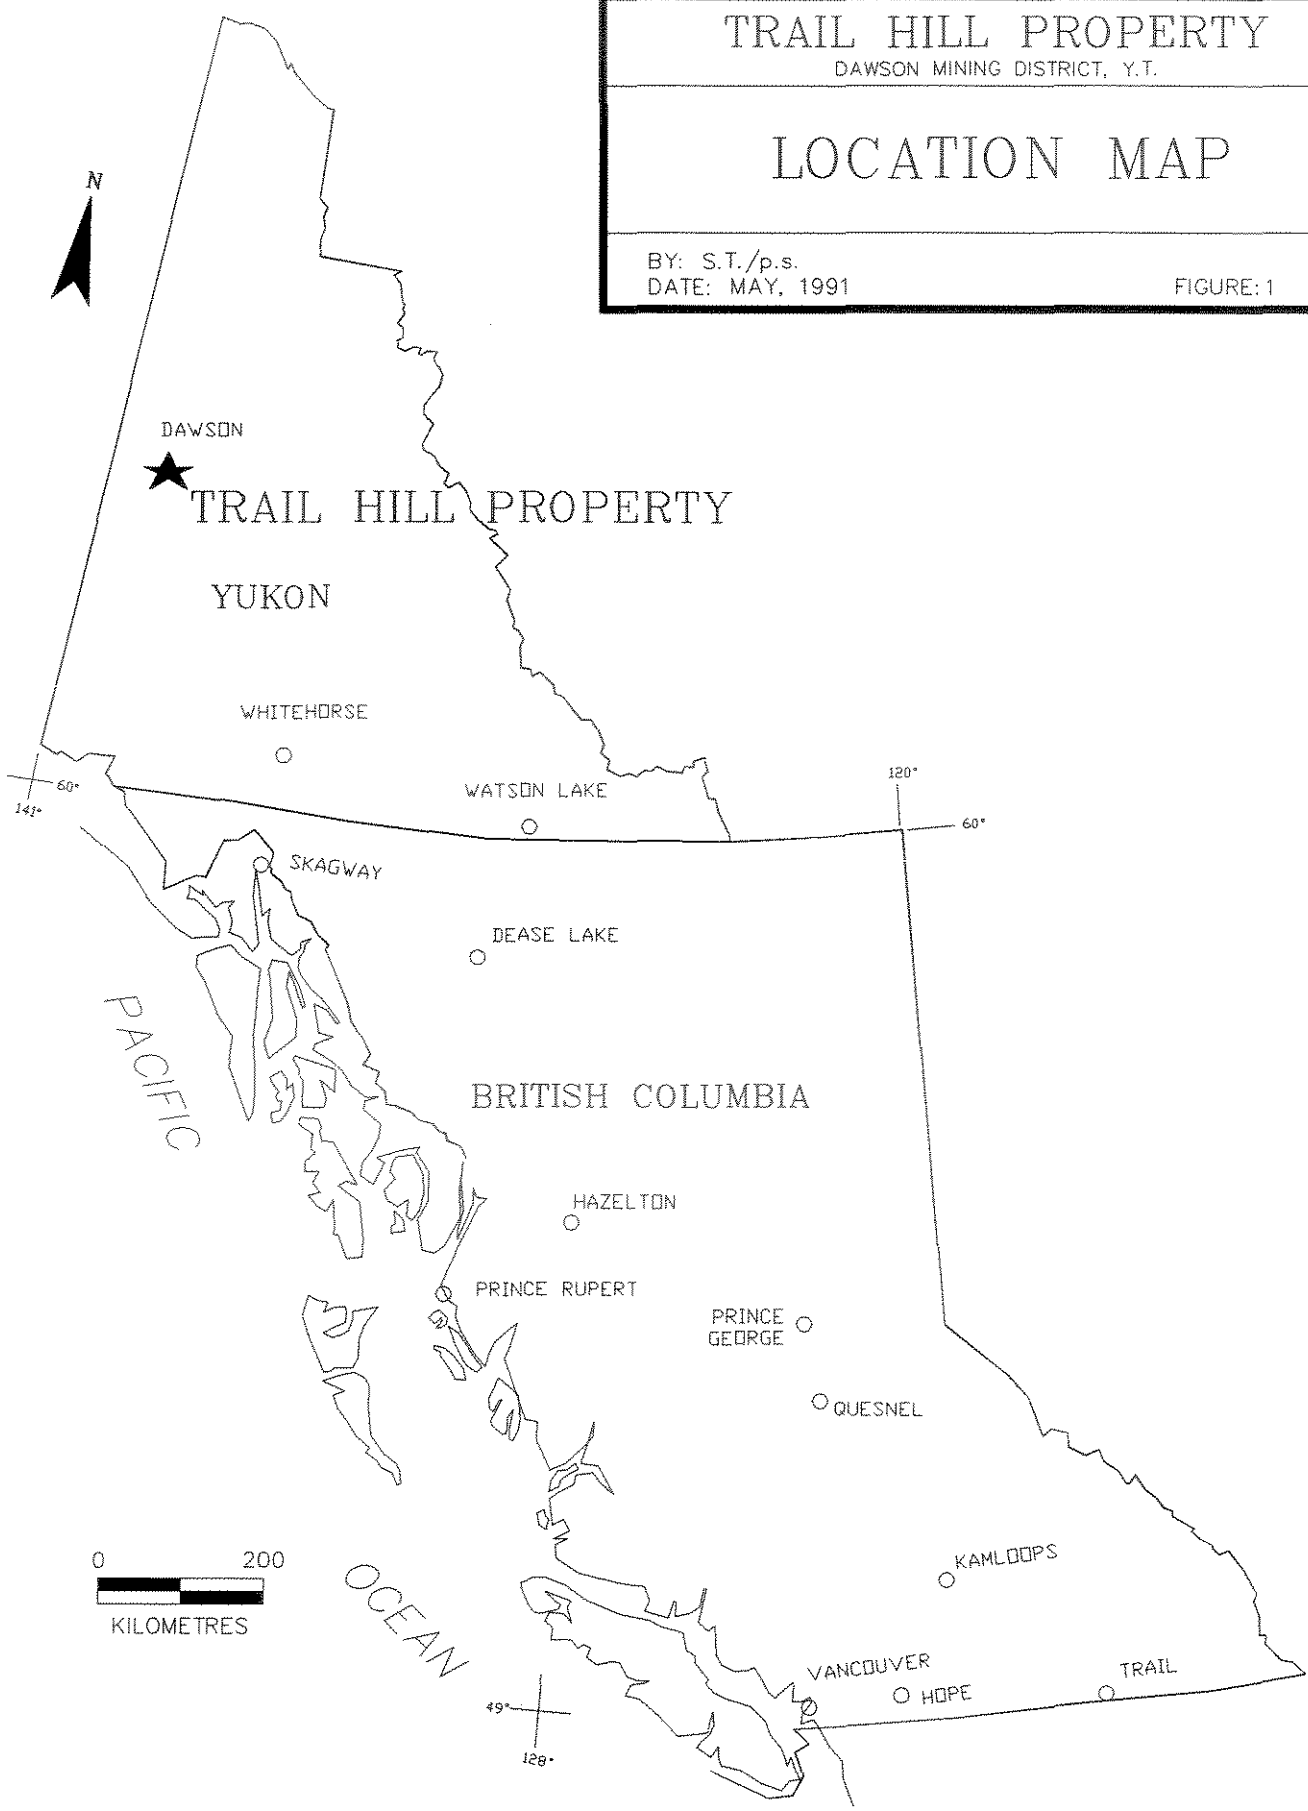 TRAIL HILL PROPERTY
DAWSON MINING DISTRICT, Y.T.
LOCATION MAP
BY: S.T./p.s.
DATE: MAY, 1991
FIGURE: 1
N
DAWSON
TRAIL HILL PROPERTY
YUKON
WHITEHORSE
WATSON LAKE
60°
141°
120°
60°
SKAGWAY
DEASE LAKE
PACIFIC
BRITISH COLUMBIA
HAZELTON
PRINCE RUPERT
PRINCE
GEORGE
QUESNEL
0 200
KILOMETRES
OCEAN
KAMLOOPS
VANCOUVER
HOPE
TRAIL
49°
128°